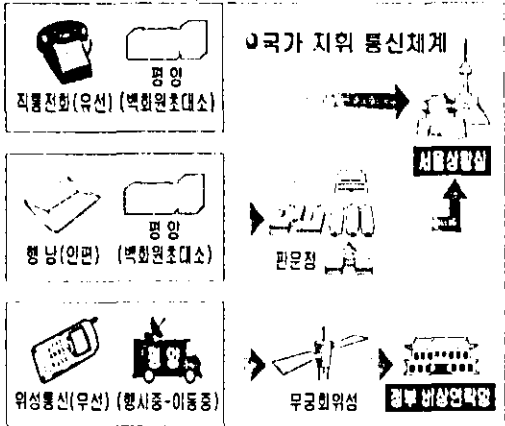 국가 지휘 통신체계
평양
직통전화(유선) (백화원초대소)
서울상황실
평양
행낭(인편) (백화원초대소)
판문점
위성통신(무선) (행사중-이동중)
무궁화위성
정부 비상연락망